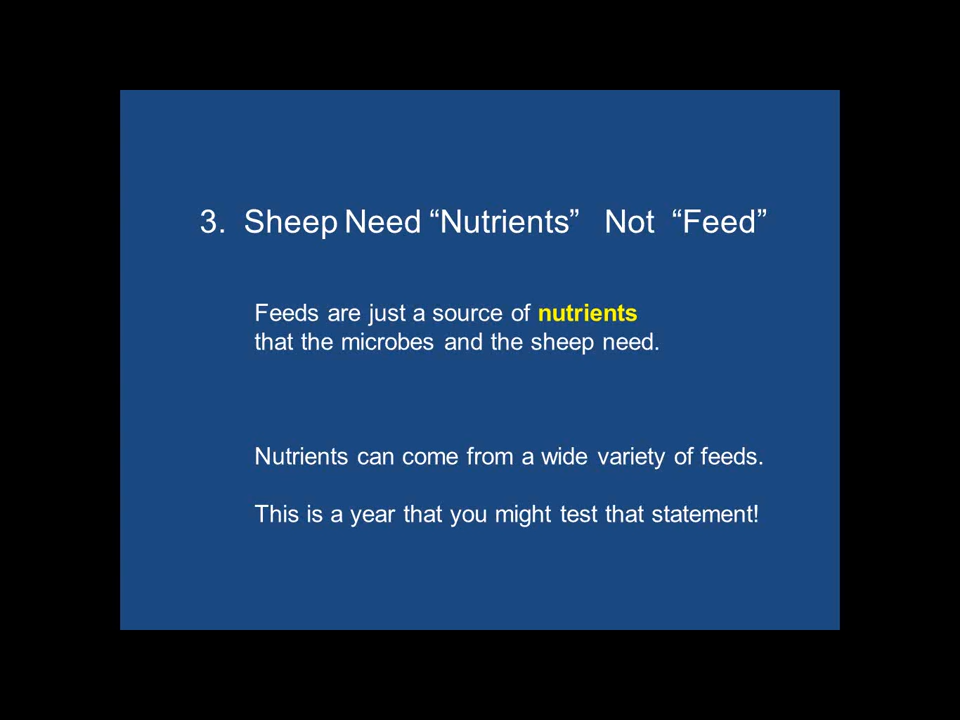 3. Sheep Need “Nutrients” Not “Feed”
Feeds are just a source of nutrients
that the microbes and the sheep need.
Nutrients can come from a wide variety of feeds.
This is a year that you might test that statement!